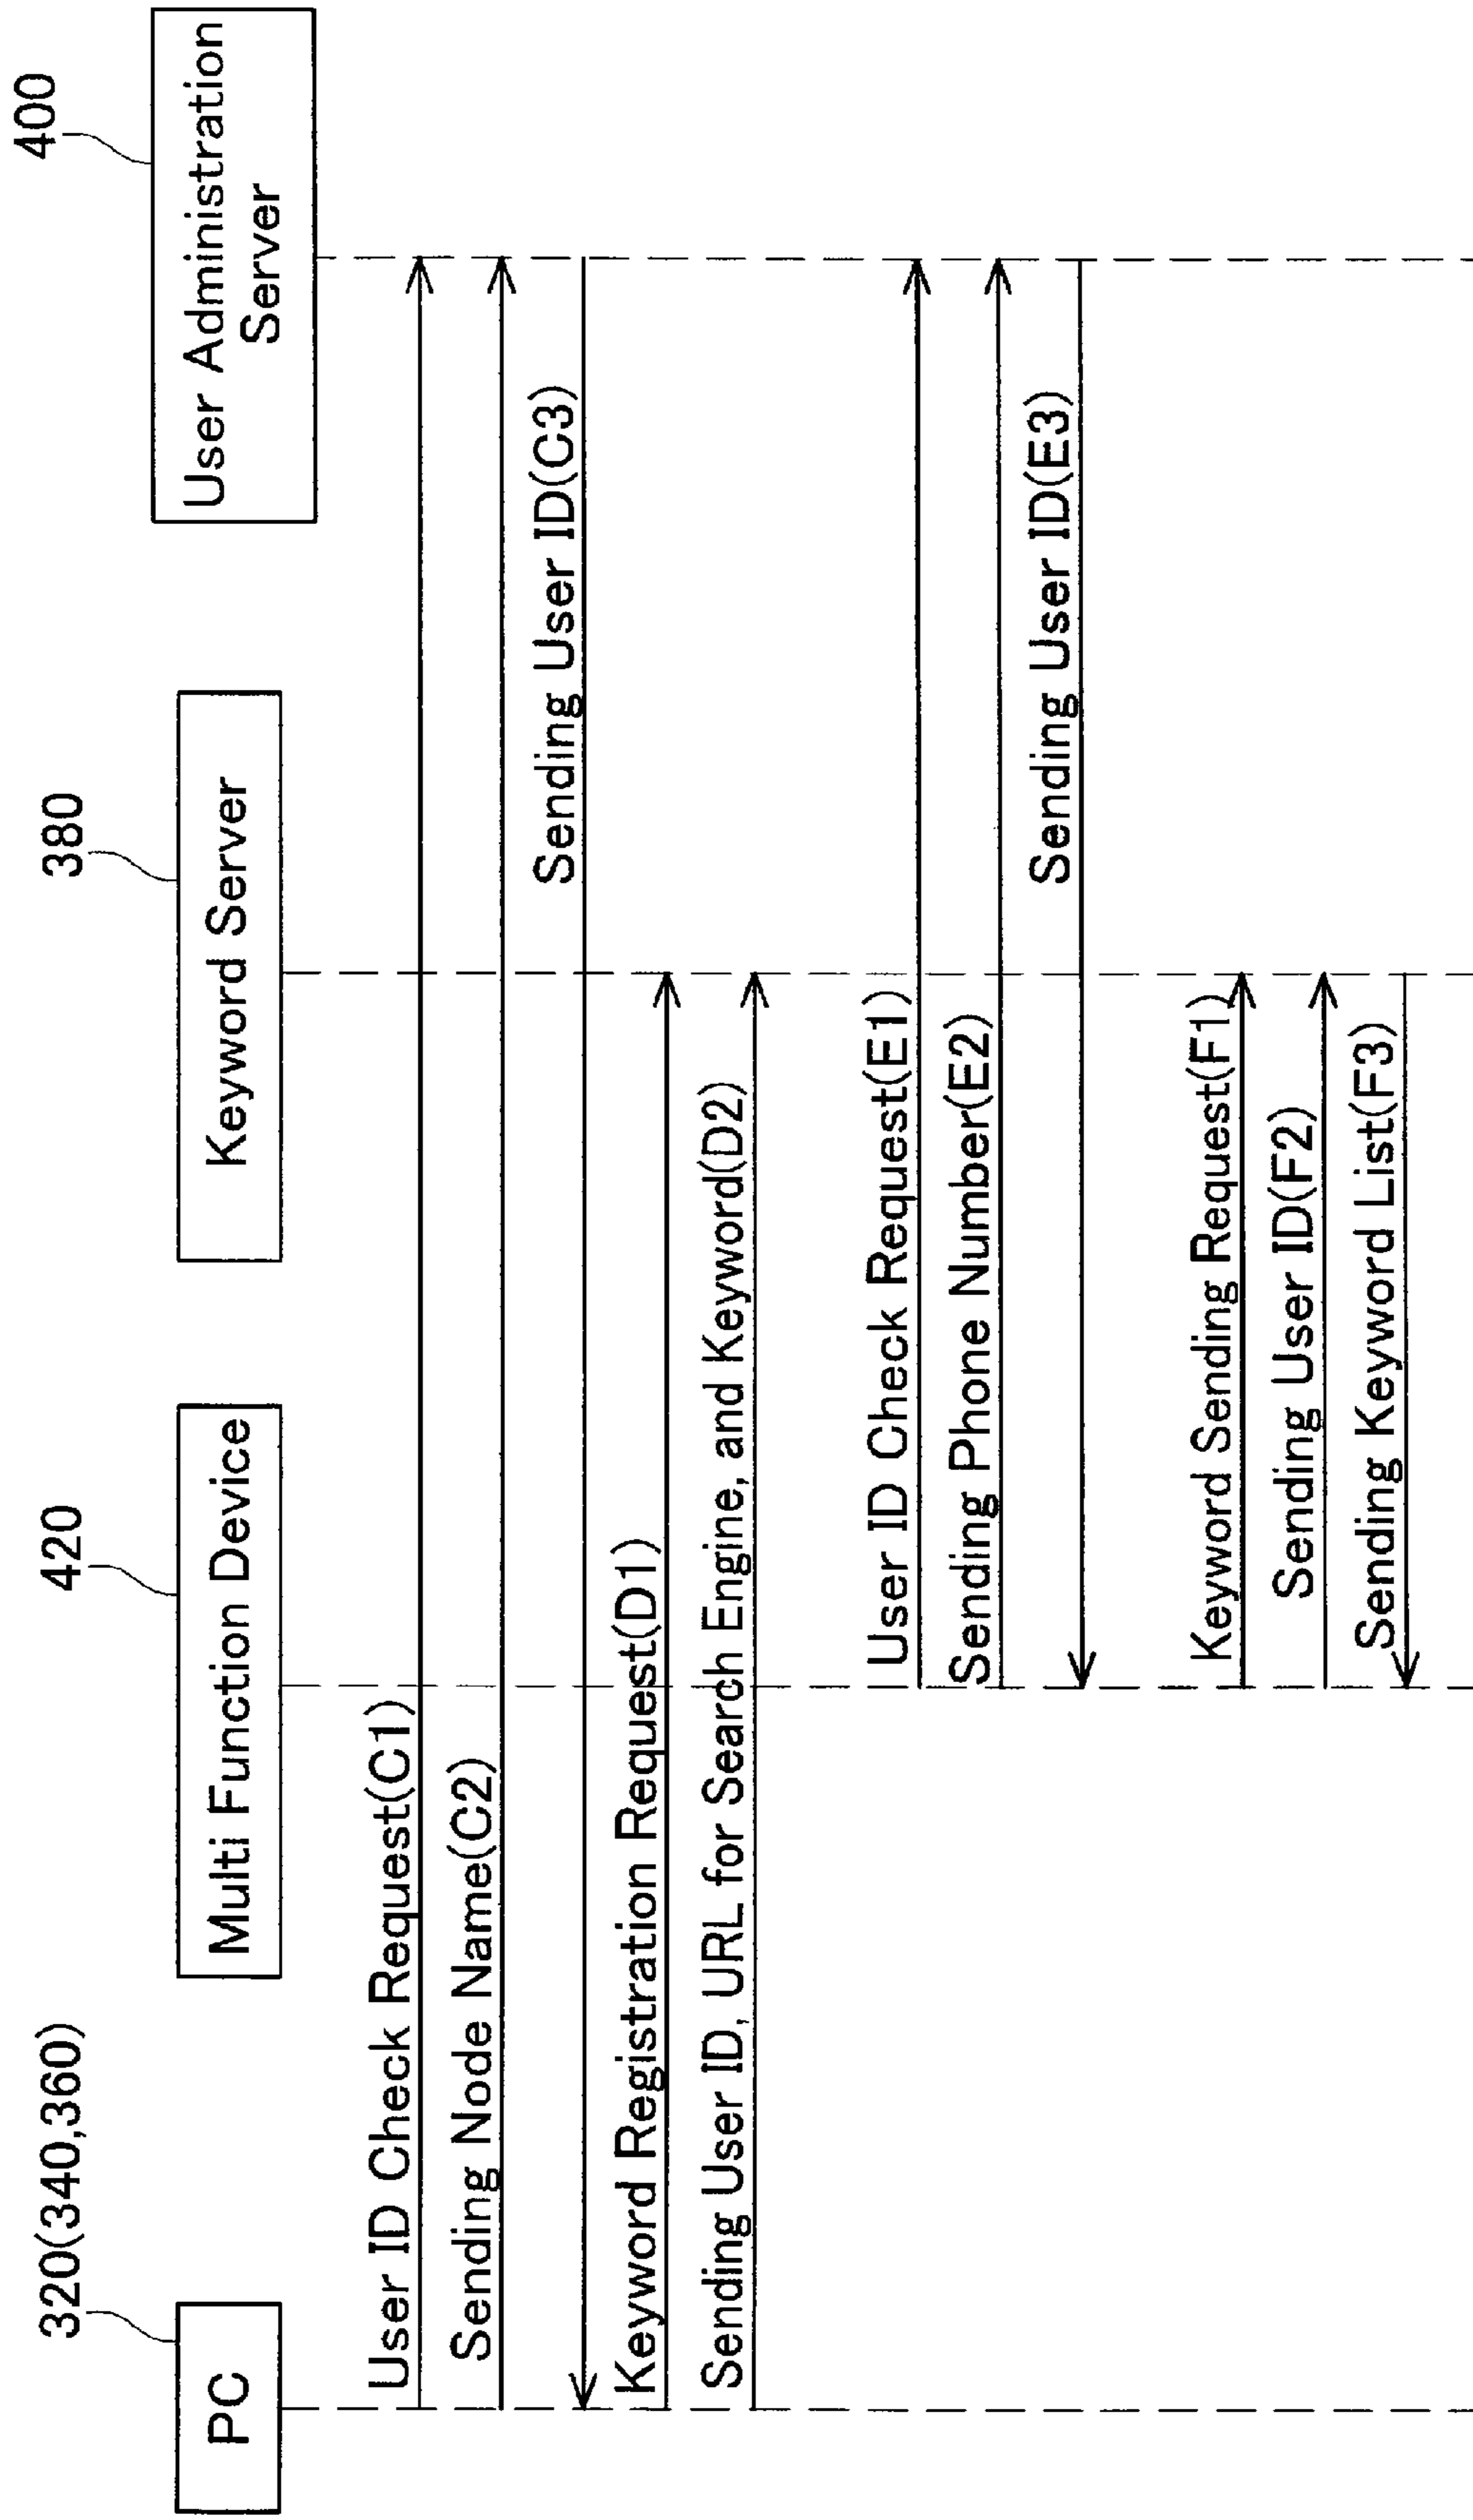 320(340,360)
420
380
400
PC
Multi Function Device
Keyword Server
User Administration
Server
User ID Check Request(C1)
Sending Node Name(C2)
Sending User ID(C3)
Keyword Registration Request(D1)
Sending User ID, URL for Search Engine, and Keyword(D2)
User ID Check Request(E1)
Sending Phone Number(E2)
Sending User ID(E3)
Keyword Sending Request(F1)
Sending User ID(F2)
Sending Keyword List(F3)